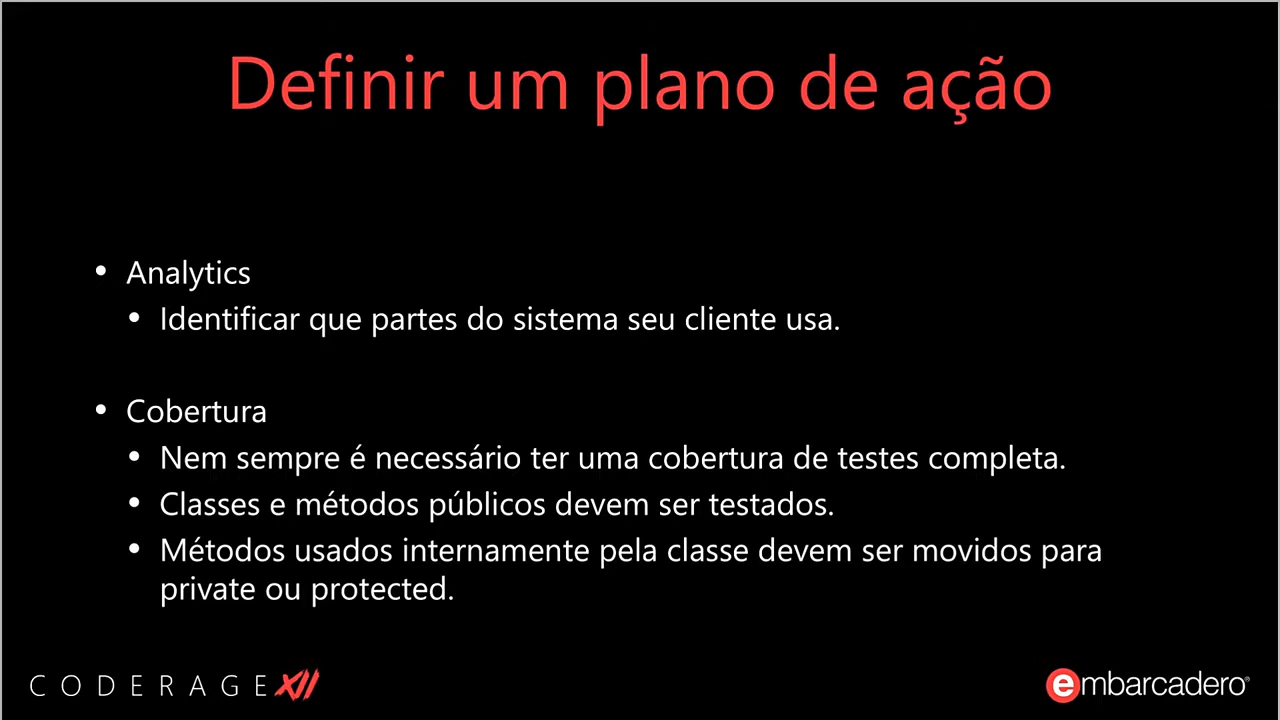 Definir um plano de ação
• Analytics
• Identificar que partes do sistema seu cliente usa.
• Cobertura
• Nem sempre é necessário ter uma cobertura de testes completa.
• Classes e métodos públicos devem ser testados.
• Métodos usados internamente pela classe devem ser movidos para
private ou protected.
CODERAGE XII
embarcadero®